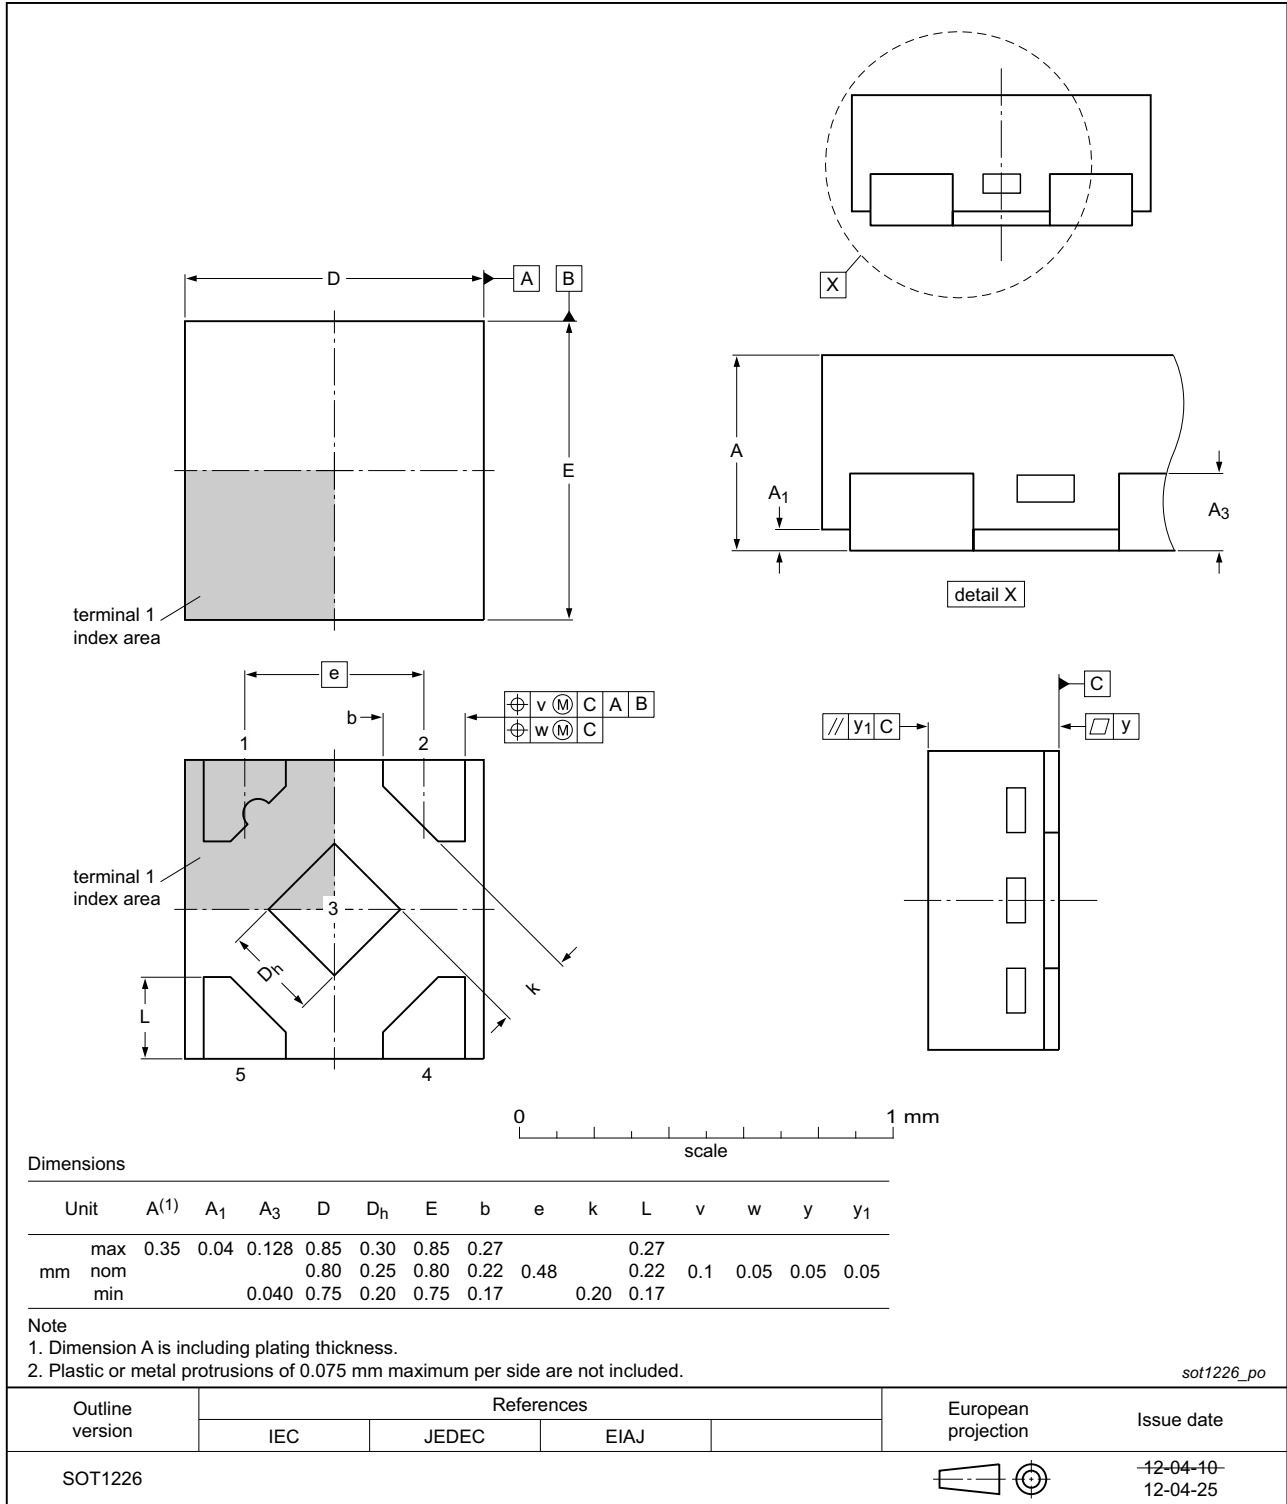 X
D
A
B
E
terminal 1
index area
A
A1
A3
detail X
e
b
v M C A B
w M C
1
2
terminal 1
index area
3
Dh
k
L
5
4
C
// y1 C
y
0
1 mm
scale
Dimensions
Unit A(1) A1 A3 D Dh E b e k L v w y y1
max 0.35 0.04 0.128 0.85 0.30 0.85 0.27 0.27
mm nom 0.80 0.25 0.80 0.22 0.48 0.22 0.1 0.05 0.05 0.05
min 0.040 0.75 0.20 0.75 0.17 0.20 0.17
Note
1. Dimension A is including plating thickness.
2. Plastic or metal protrusions of 0.075 mm maximum per side are not included.
sot1226_po
Outline version
References
IEC JEDEC EIAJ
European projection
Issue date
SOT1226
12-04-10
12-04-25